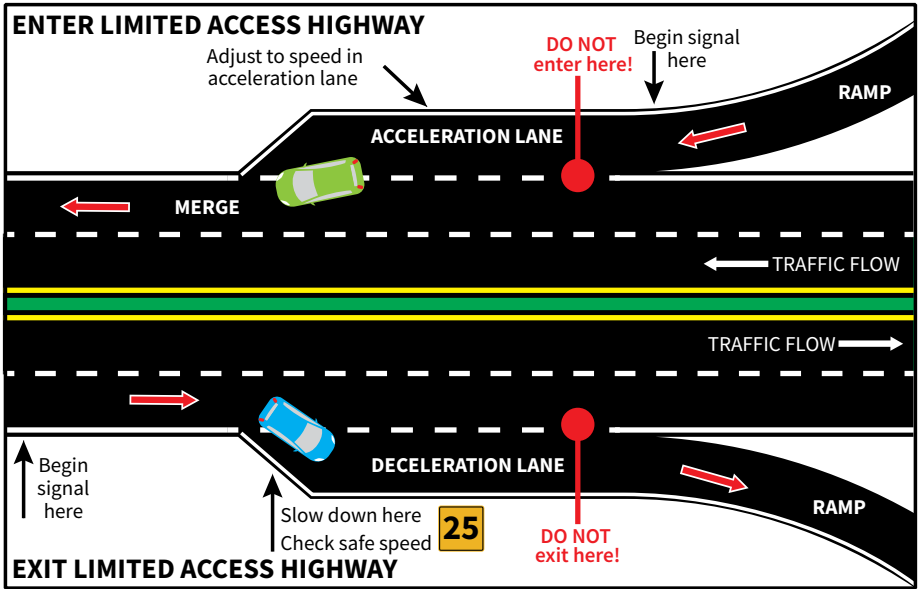 ENTER LIMITED ACCESS HIGHWAY
Adjust to speed in
acceleration lane
DO NOT
enter here!
Begin signal
here
RAMP
ACCELERATION LANE
MERGE
TRAFFIC FLOW
TRAFFIC FLOW
DECELERATION LANE
Begin
signal
here
Slow down here
Check safe speed
25
DO NOT
exit here!
RAMP
EXIT LIMITED ACCESS HIGHWAY